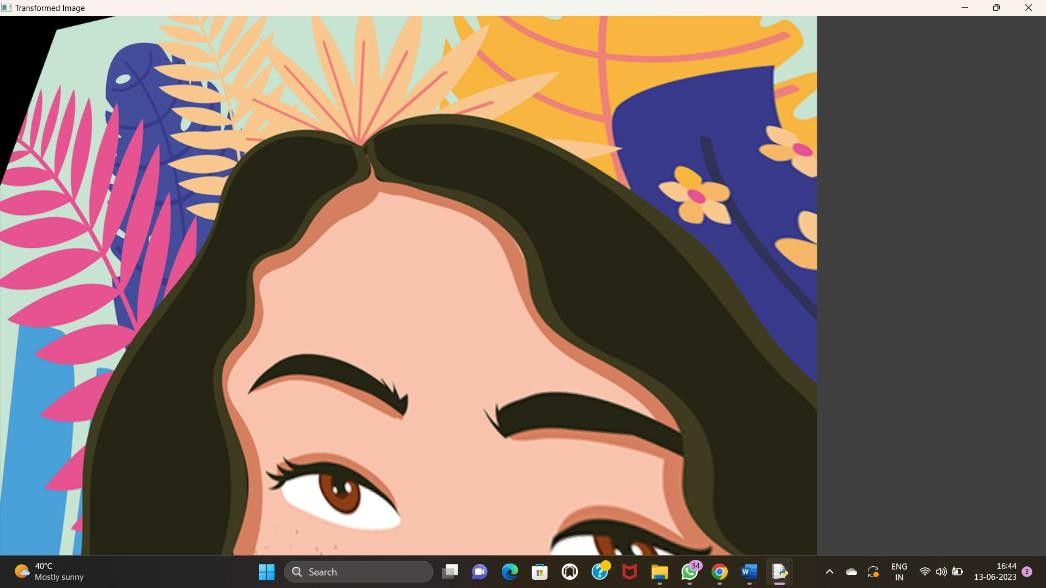 Transformed Image
40°C
Mostly sunny
Search
34
W
ENG
IN
16:44
13-06-2023
3